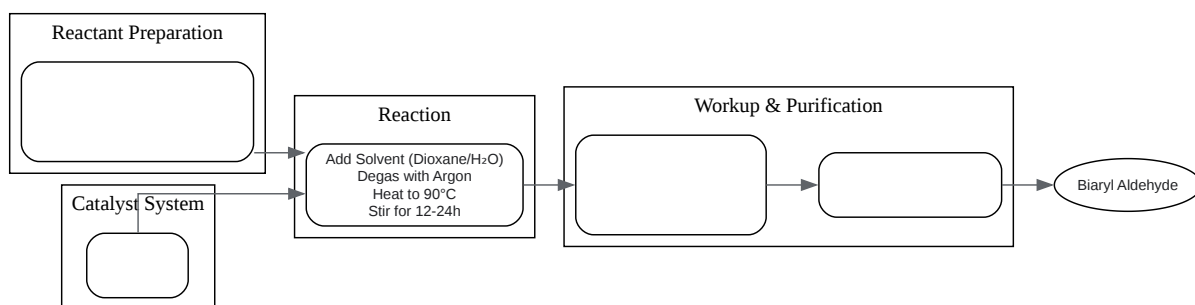 Reactant Preparation
Catalyst System
Reaction
Add Solvent (Dioxane/H₂O)
Degas with Argon
Heat to 90°C
Stir for 12-24h
Workup & Purification
Biaryl Aldehyde